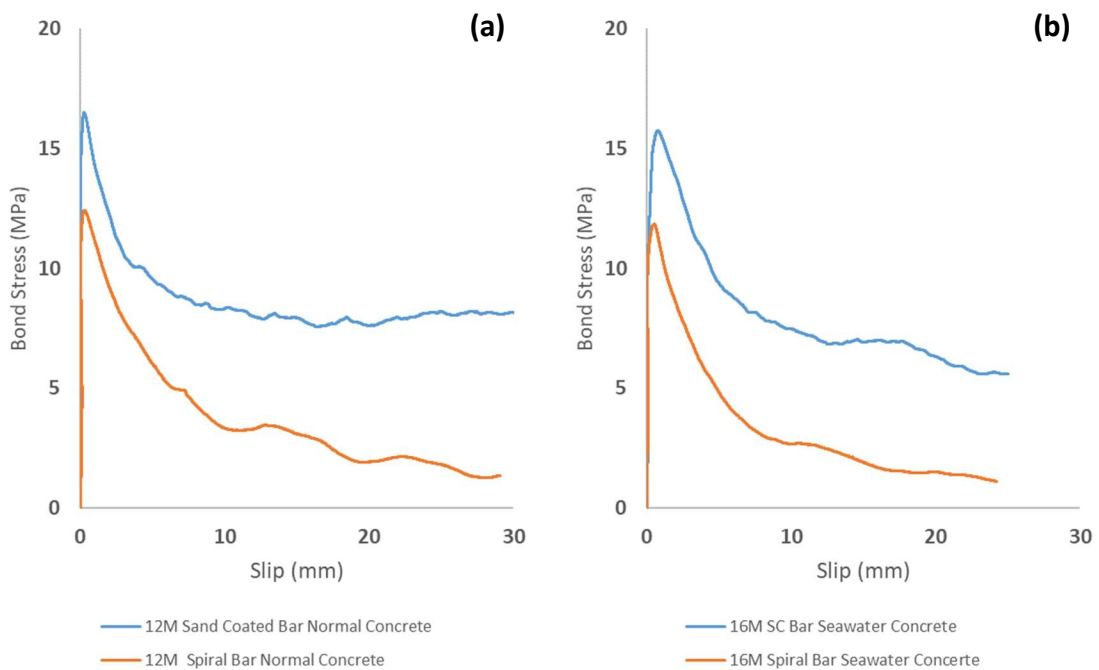 (a)
20
15
10
5
0
Bond Stress (MPa)
0 10 20 30
Slip (mm)
12M Sand Coated Bar Normal Concrete
12M Spiral Bar Normal Concrete
(b)
20
15
10
5
0
Bond Stress (MPa)
0 10 20 30
Slip (mm)
16M SC Bar Seawater Concrete
16M Spiral Bar Seawater Concerte